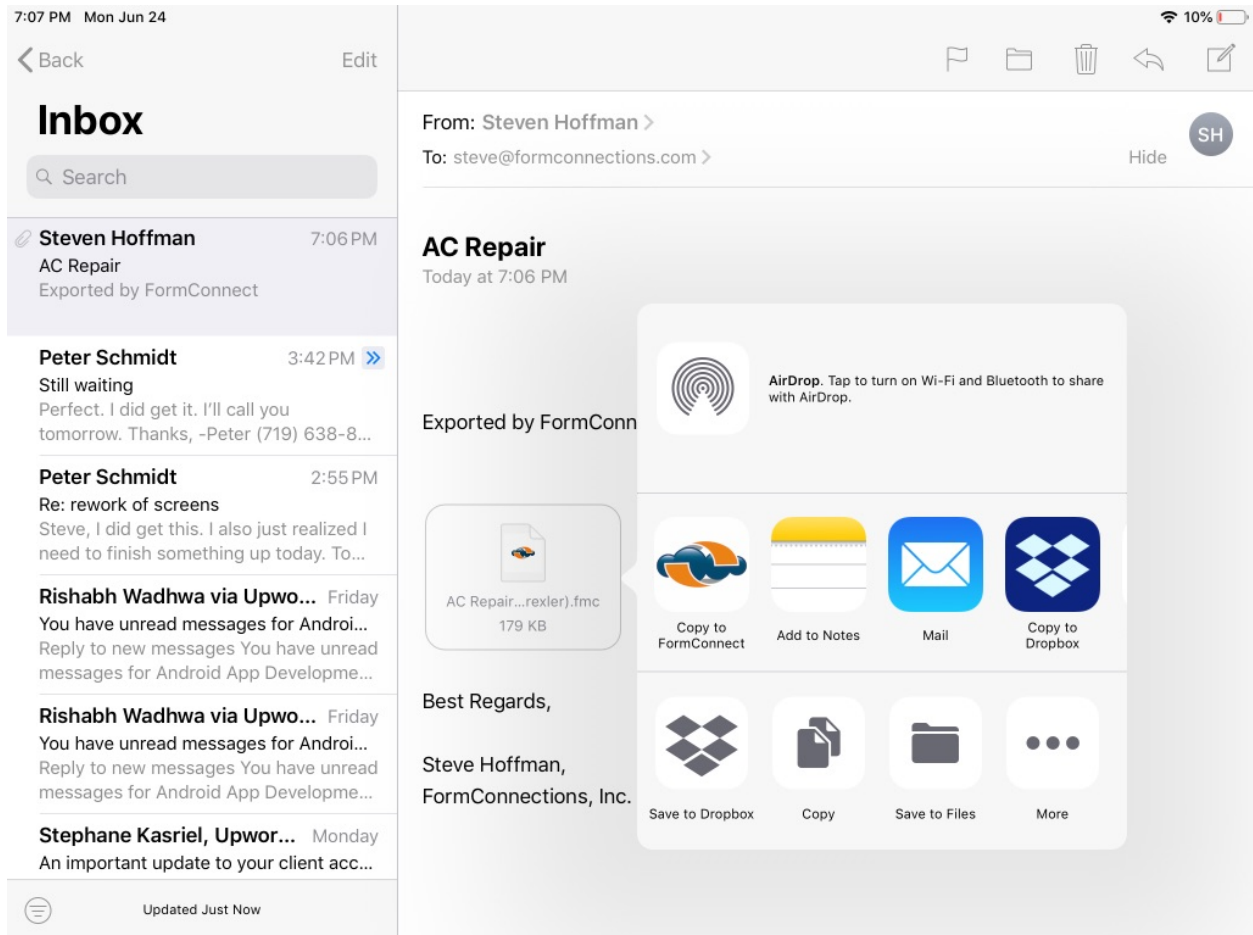 7:07 PM Mon Jun 24
10%
Back
Edit
Inbox
Search
Steven Hoffman 7:06 PM
AC Repair
Exported by FormConnect
Peter Schmidt 3:42 PM
Still waiting
Perfect. I did get it. I'll call you
tomorrow. Thanks, -Peter (719) 638-8...
Peter Schmidt 2:55 PM
Re: rework of screens
Steve, I did get this. I also just realized I
need to finish something up today. To...
Rishabh Wadhwa via Upwo... Friday
You have unread messages for Androi...
Reply to new messages You have unread
messages for Android App Developme...
Rishabh Wadhwa via Upwo... Friday
You have unread messages for Androi...
Reply to new messages You have unread
messages for Android App Developme...
Stephane Kasriel, Upwor... Monday
An important update to your client acc...
Updated Just Now
From: Steven Hoffman
SH
To: steve@formconnections.com
Hide
AC Repair
Today at 7:06 PM
Exported by FormConn
AC Repair...rexler).fmc
179 KB
Best Regards,
Steve Hoffman,
FormConnections, Inc.
AirDrop. Tap to turn on Wi-Fi and Bluetooth to share
with AirDrop.
Copy to
FormConnect
Add to Notes
Mail
Copy to
Dropbox
Save to Dropbox
Copy
Save to Files
More